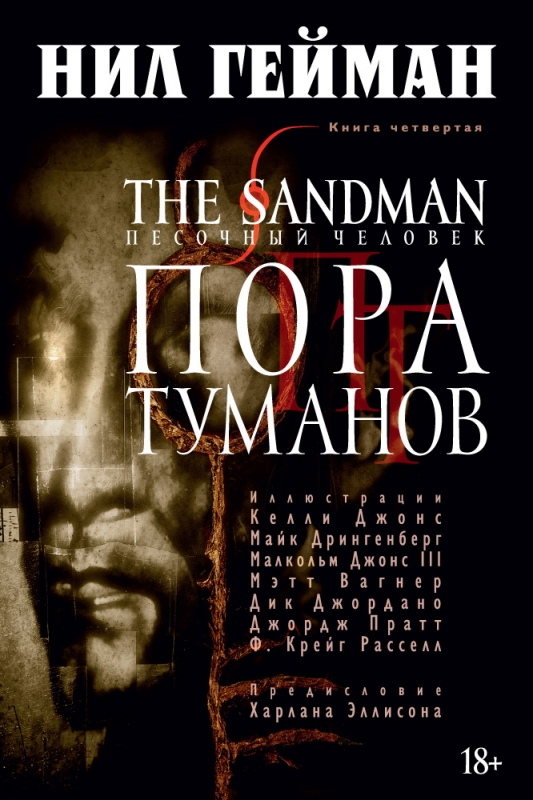 НИЛ ГЕЙМАН
Книга четвертая
THE SANDMAN
ПЕСОЧНЫЙ ЧЕЛОВЕК
ПТ
ПОРА
ТУМАНОВ
Иллюстрации
Келли Джонс
Майк Дрингенберг
Малкольм Джонс III
Мэтт Вагнер
Дик Джордано
Джордж Пратт
Ф. Крейг Расселл
Предисловие
Харлана Эллисона
18+